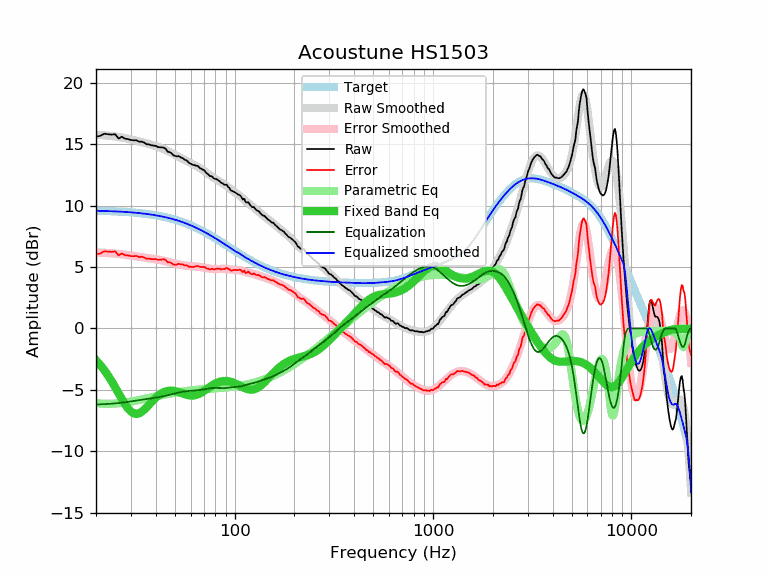 Acoustune HS1503
Amplitude (dBr)
20
15
10
5
0
−5
−10
−15
Target
Raw Smoothed
Error Smoothed
Raw
Error
Parametric Eq
Fixed Band Eq
Equalization
Equalized smoothed
100
1000
10000
Frequency (Hz)